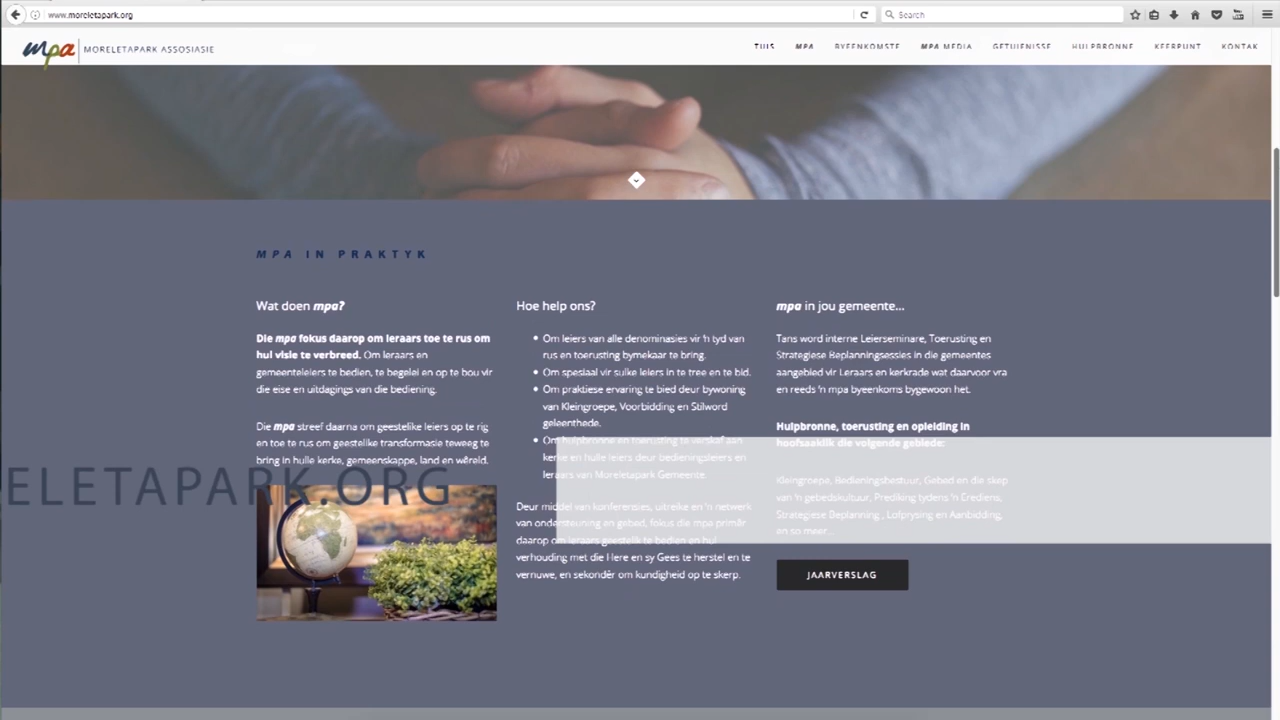 www.moreletapark.org
Search
mpa MORELETAPARK ASSOSIASIE
TUIS MPA BYEENKOMSTE MPA MEDIA GETUIENISSE HULPBRONNE KEERPUNT KONTAK
MPA IN PRAKTYK
Wat doen mpa?
Die mpa fokus daarop om leraars toe te rus om
hul visie te verbreed. Om leraars en
gemeenteleiers te bedien, te begelei en op te bou vir
die eise en uitdagings van die bediening.
Die mpa streef daarna om geestelike leiers op te rig
en toe te rus om geestelike transformasie teweeg te
bring in hulle kerke, gemeenskappe, land en wêreld.
Hoe help ons?
• Om leiers van alle denominasies vir 'n tyd van
rus en toerusting bymekaar te bring.
• Om spesiaal vir sulke leiers in te tree en te bid.
• Om praktiese ervaring te bied deur bywoning
van Kleingroepe, Voorbidding en Stilword
geleenthede.
• Om hulpbronne en toerusting te verskaf aan
kerke en hulle leiers deur bedieningsleiers en
leraars van Moreletapark Gemeente.
Deur middel van konferensies, uitreike en 'n netwerk
van ondersteuning en gebed, fokus die mpa primêr
daarop om leraars geestelik te bedien en hul
verhouding met die Here en sy Gees te herstel en te
vernuwe, en sekondêr om kundigheid op te skerp.
mpa in jou gemeente...
Tans word interne Leierseminare, Toerusting en
Strategiese Beplanningsessies in die gemeentes
aangebied vir Leraars en kerkrade wat daarvoor vra
en reeds 'n mpa byeenkoms bygewoon het.
Hulpbronne, toerusting en opleiding in
hoofsaaklik die volgende gebiede:
Kleingroepe, Bedieningsbestuur, Gebed en die skep
van 'n gebedskultuur, Prediking tydens 'n Erediens,
Strategiese Beplanning , Lofprysing en Aanbidding,
en so meer...
JAARVERSLAG
ELETAPARK.ORG